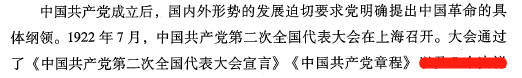 中国共产党成立后，国内外形势的发展迫切要求党明确提出中国革命的具
体纲领。1922 年 7 月，中国共产党第二次全国代表大会在上海召开。大会通过
了《中国共产党第二次全国代表大会宣言》《中国共产党章程》